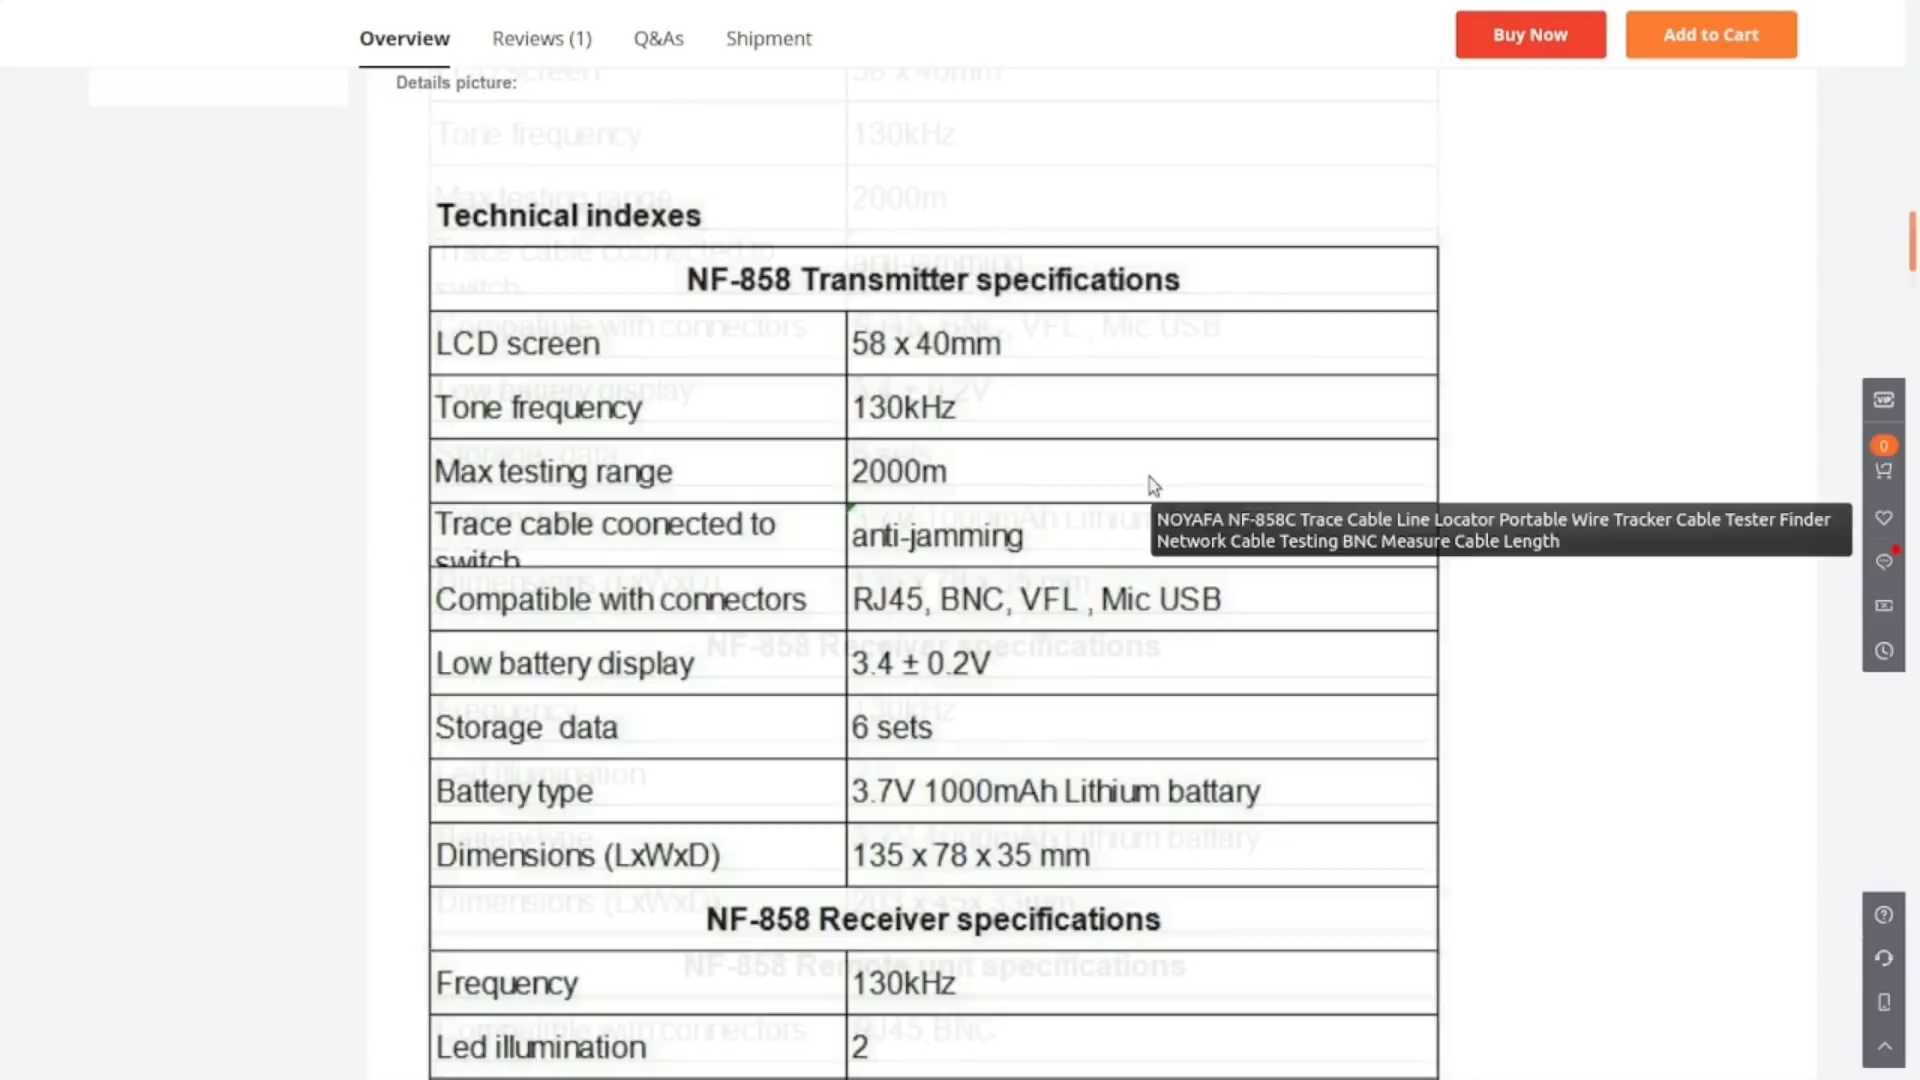 Overview Reviews (1) Q&As Shipment Buy Now Add to Cart
Details picture:
Technical indexes
NF-858 Transmitter specifications
LCD screen 58 x 40mm
Tone frequency 130kHz
Max testing range 2000m
Trace cable coonected to switch anti-jamming
NOYAFA NF-858C Trace Cable Line Locator Portable Wire Tracker Cable Tester Finder
Network Cable Testing BNC Measure Cable Length
Compatible with connectors RJ45, BNC, VFL , Mic USB
Low battery display 3.4 ± 0.2V
Storage data 6 sets
Battery type 3.7V 1000mAh Lithium battary
Dimensions (LxWxD) 135 x 78 x 35 mm
NF-858 Receiver specifications
Frequency 130kHz
Led illumination 2
VIP
0